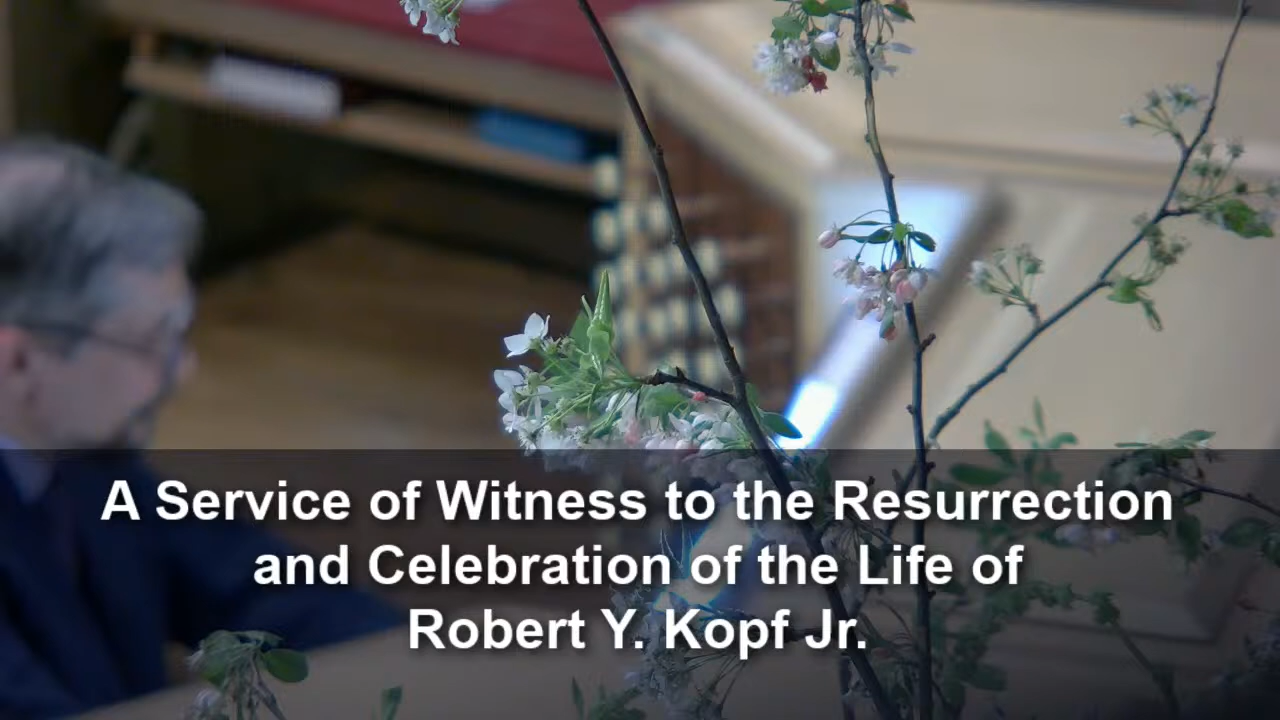 A Service of Witness to the Resurrection
and Celebration of the Life of
Robert Y. Kopf Jr.